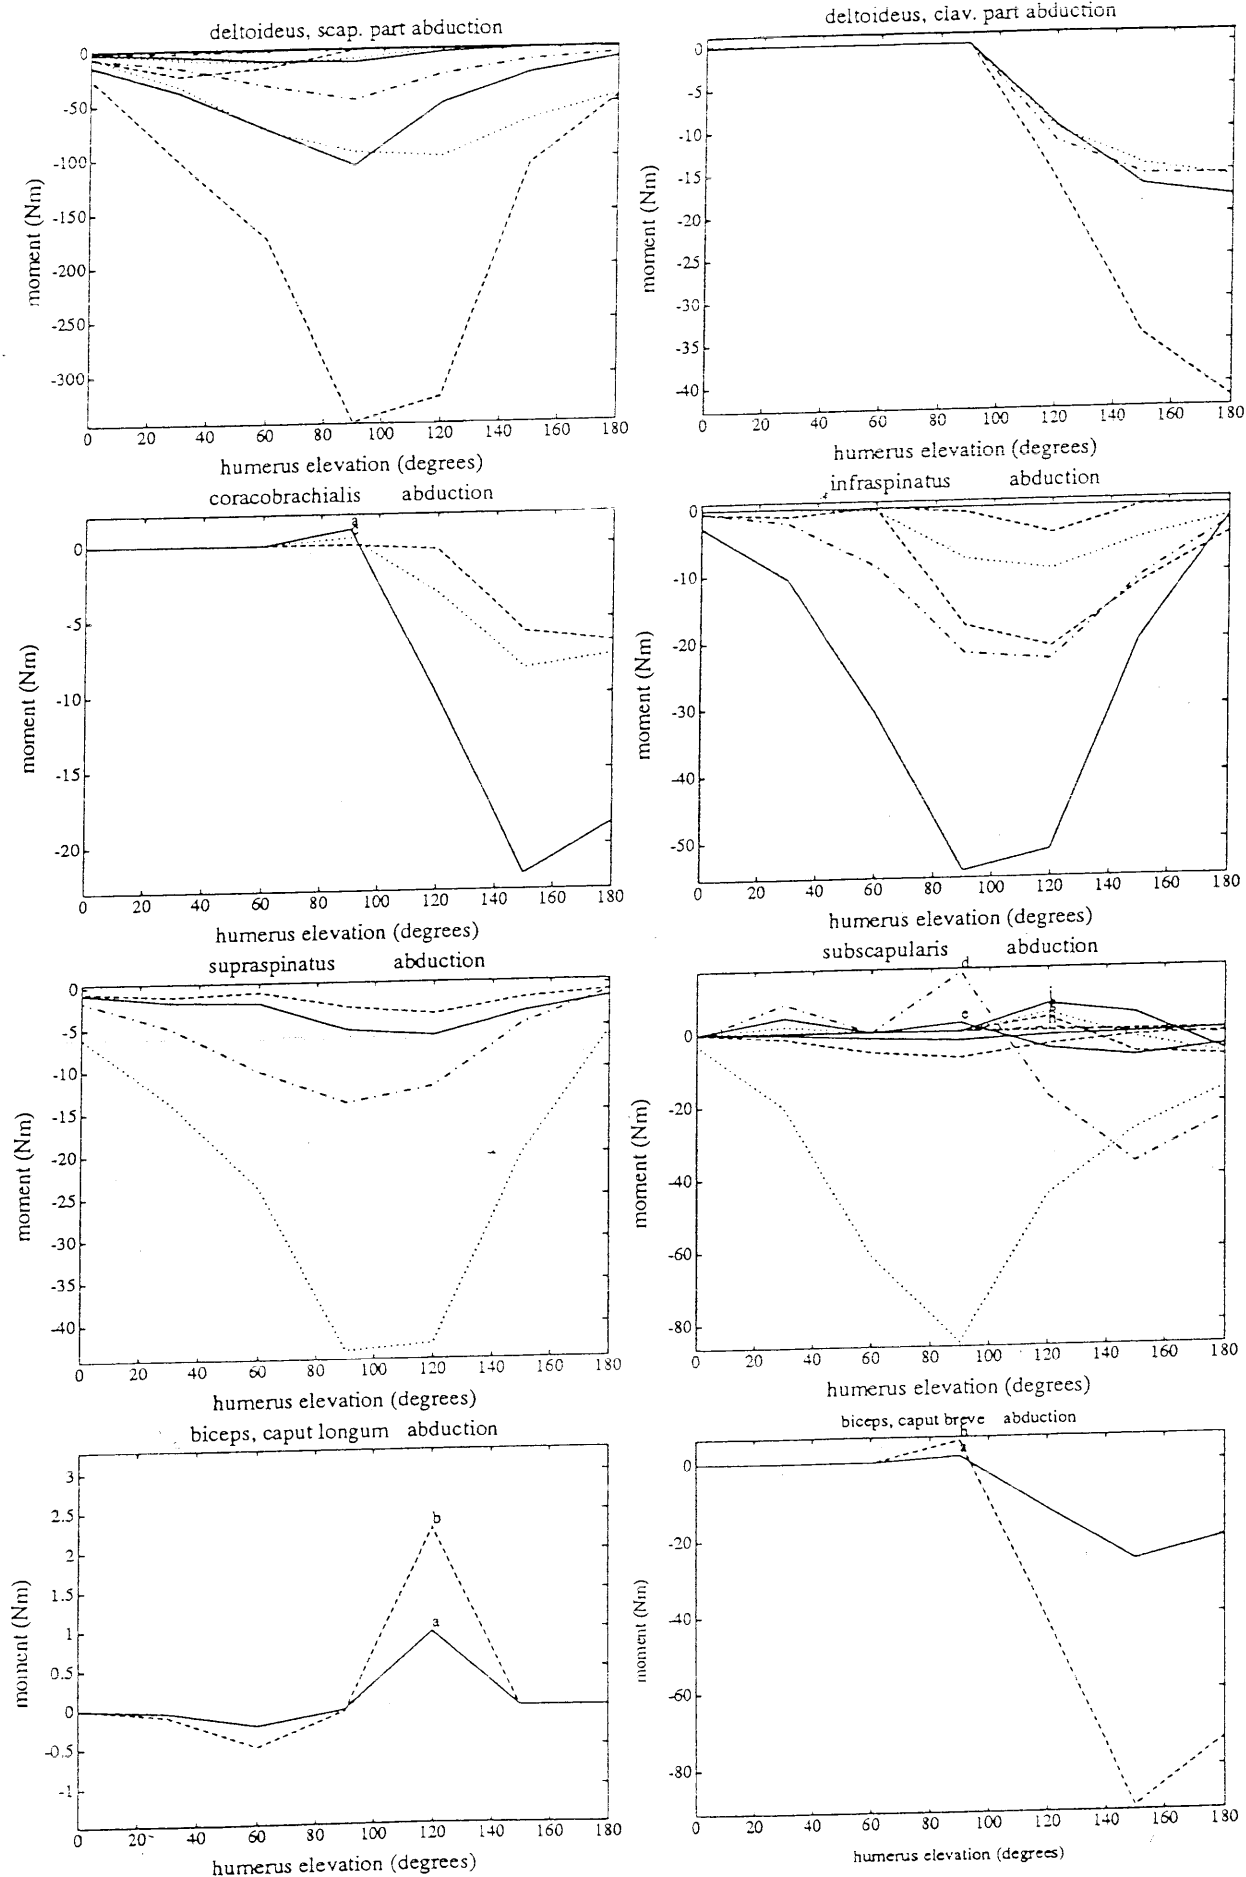 deltoideus, scap. part abduction
0
-50
-100
-150
-200
-250
-300
moment (Nm)
0 20 40 60 80 100 120 140 160 180
humerus elevation (degrees)
deltoideus, clav. part abduction
0
-5
-10
-15
-20
-25
-30
-35
-40
moment (Nm)
0 20 40 60 80 100 120 140 160 180
humerus elevation (degrees)
coracobrachialis abduction
a
c
0
-5
-10
-15
-20
moment (Nm)
0 20 40 60 80 100 120 140 160 180
humerus elevation (degrees)
infraspinatus abduction
0
-10
-20
-30
-40
-50
moment (Nm)
0 20 40 60 80 100 120 140 160 180
humerus elevation (degrees)
supraspinatus abduction
0
-5
-10
-15
-20
-25
-30
-35
-40
moment (Nm)
0 20 40 60 80 100 120 140 160 180
humerus elevation (degrees)
subscapularis abduction
d
e
0
-20
-40
-60
-80
moment (Nm)
0 20 40 60 80 100 120 140 160 180
humerus elevation (degrees)
biceps, caput longum abduction
3
2.5
2
1.5
1
0.5
0
-0.5
-1
b
a
moment (Nm)
0 20 40 60 80 100 120 140 160 180
humerus elevation (degrees)
biceps, caput breve abduction
b
a
0
-20
-40
-60
-80
moment (Nm)
0 20 40 60 80 100 120 140 160 180
humerus elevation (degrees)